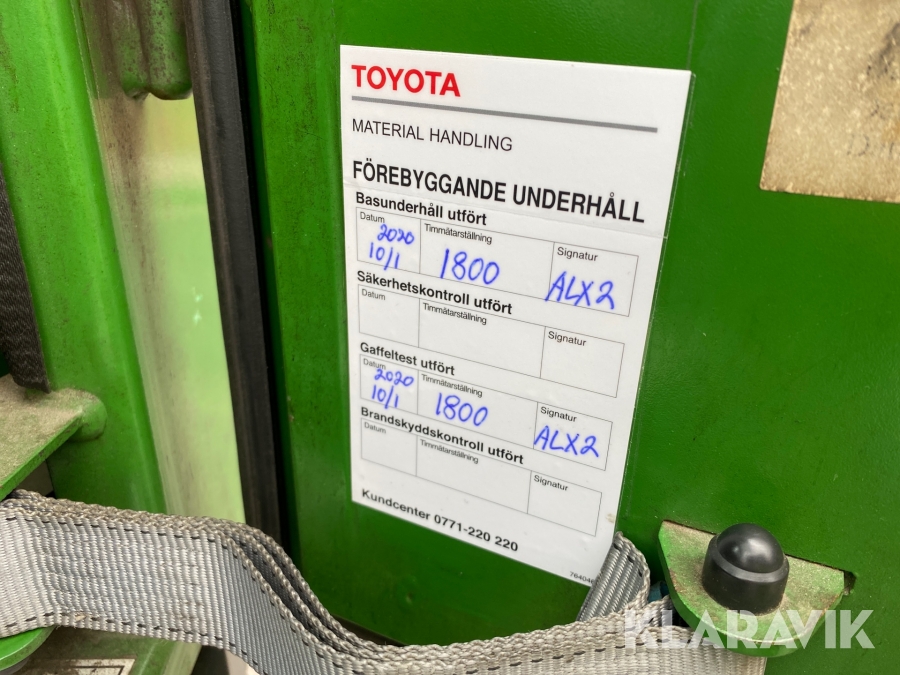 TOYOTA
MATERIAL HANDLING
FÖREBYGGANDE UNDERHÅLL
Basunderhåll utfört
Datum Timmätarställning Signatur
2020
10/1 1800 ALX2
Säkerhetskontroll utfört
Datum Timmätarställning Signatur
Gaffeltest utfört
Datum Timmätarställning Signatur
2020
10/1 1800 ALX2
Brandskyddskontroll utfört
Datum Timmätarställning Signatur
Kundcenter 0771-220 220
KLARAVIK